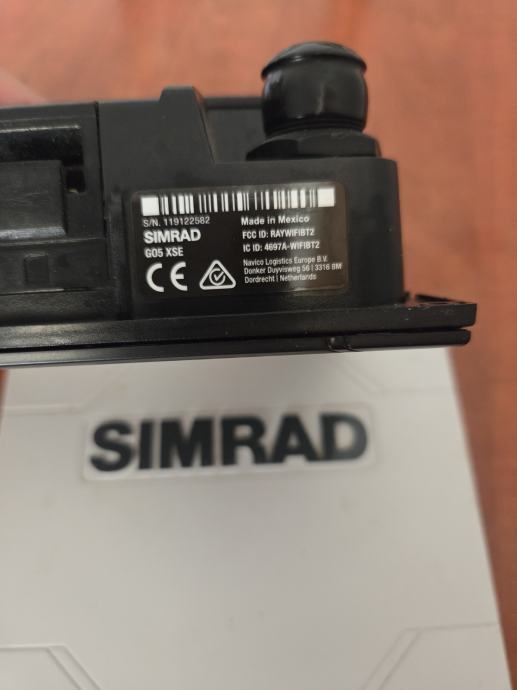 S/N. 119122582
Made in Mexico
SIMRAD
FCC ID: RAYWIFIBT2
GO5 XSE
IC ID: 4697A-WIFIBT2
Navico Logistics Europe B.V.
Donker Duyvisweg 56 | 3316 BM
Dordrecht | Netherlands
CE
SIMRAD